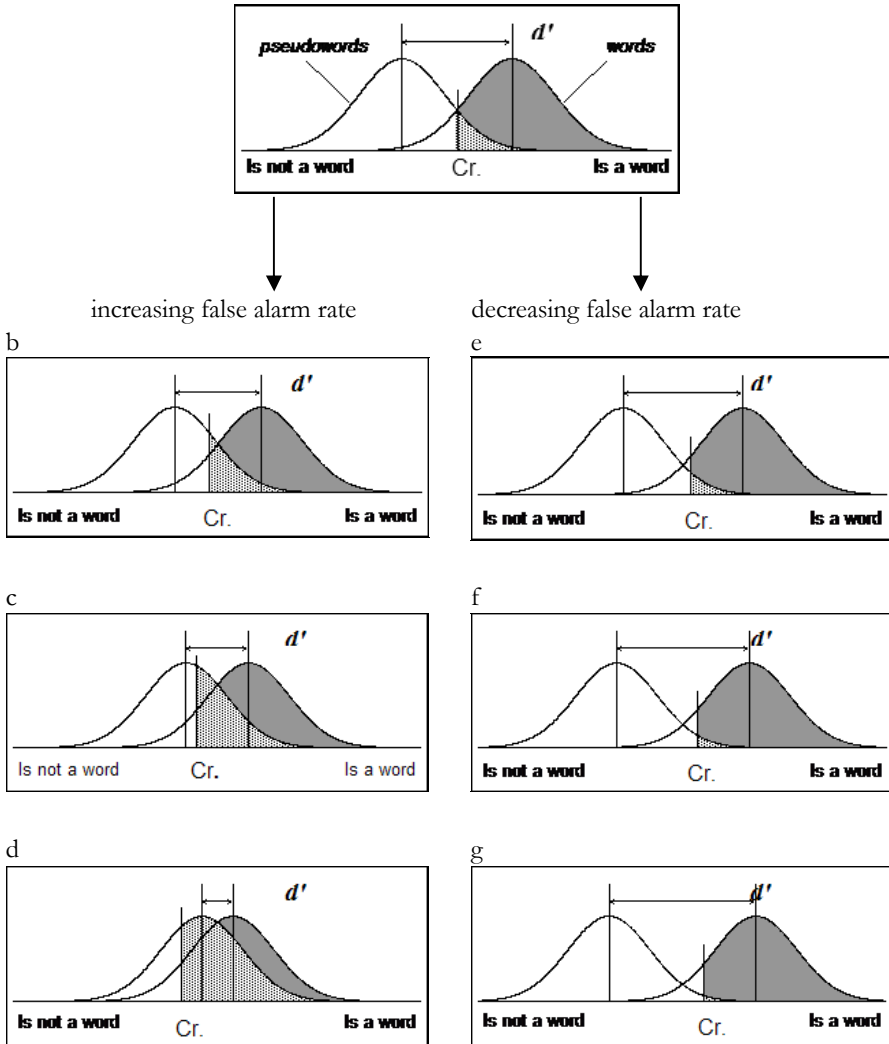 d'
pseudowords words
Is not a word Cr. Is a word
increasing false alarm rate decreasing false alarm rate
b e
d'
Is not a word Cr. Is a word
d'
Is not a word Cr. Is a word
c f
d'
Is not a word Cr. Is a word
d'
Is not a word Cr. Is a word
d g
d'
Is not a word Cr. Is a word
d'
Is not a word Cr. Is a word